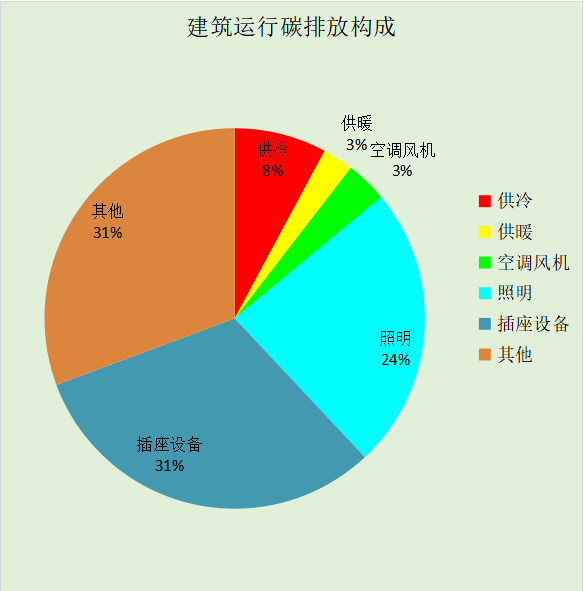 建筑运行碳排放构成
供暖
3%
供冷
8%
空调风机
3%
其他
31%
照明
24%
插座设备
31%
供冷
供暖
空调风机
照明
插座设备
其他